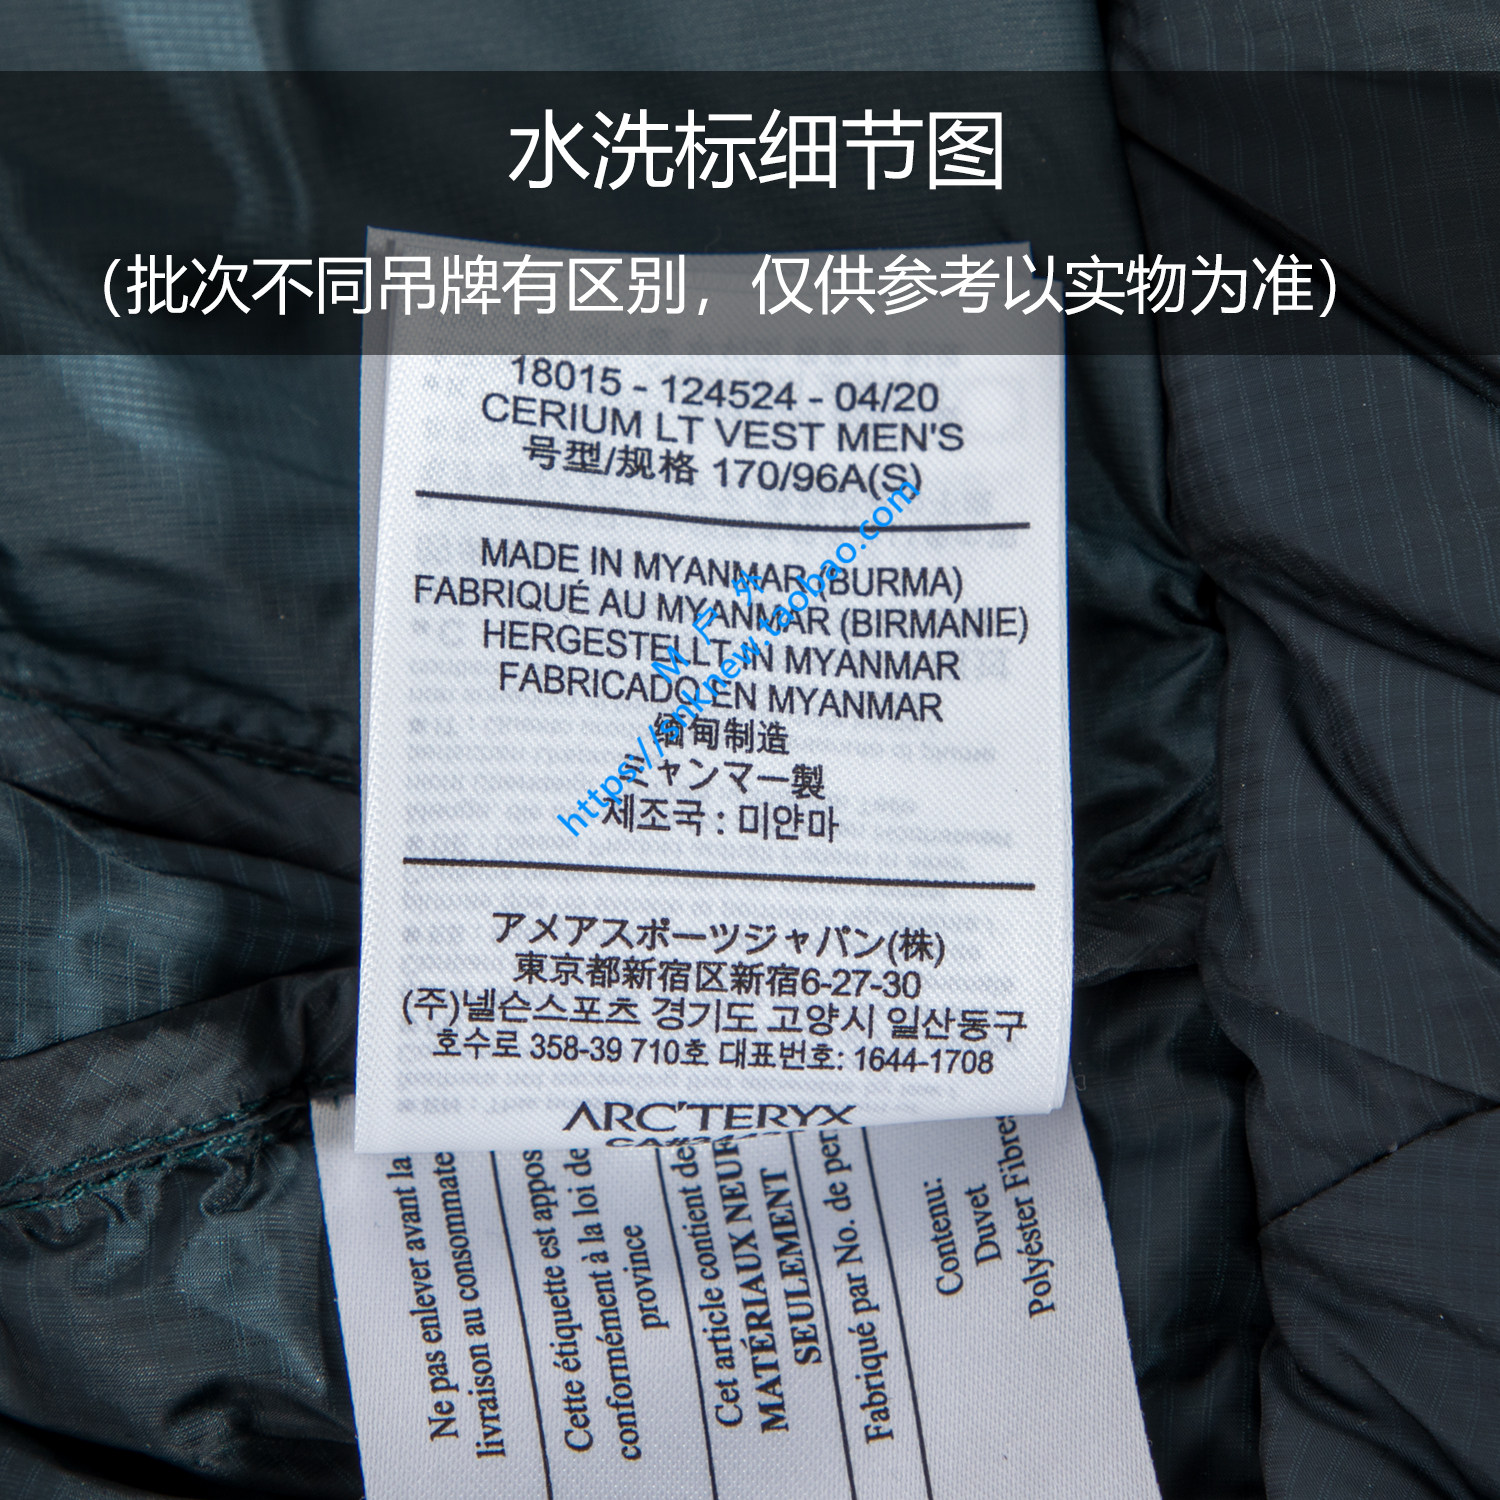 水洗标细节图
（批次不同吊牌有区别，仅供参考以实物为准）
18015 - 124524 - 04/20
CERIUM LT VEST MEN'S
号型/规格 170/96A(S)
MADE IN MYANMAR (BURMA)
FABRIQUÉ AU MYANMAR (BIRMANIE)
HERGESTELLT IN MYANMAR
FABRICADO EN MYANMAR
缅甸制造
ミャンマー製
제조국 : 미얀마
M 户 外
https://snknew.taobao.com
アメアスポーツジャパン(株)
東京都新宿区新宿6-27-30
(주)넬슨스포츠 경기도 고양시 일산동구
호수로 358-39 710호 대표번호: 1644-1708
ARC'TERYX
Ne pas enlever avant la
livraison au consommate
Cette étiquette est appos
conformément à la loi de
province
Cet article contient de
MATÉRIAUX NEUF
SEULEMENT
Fabriqué par No. de per
Contenu:
Duvet
Polyéster Fibres